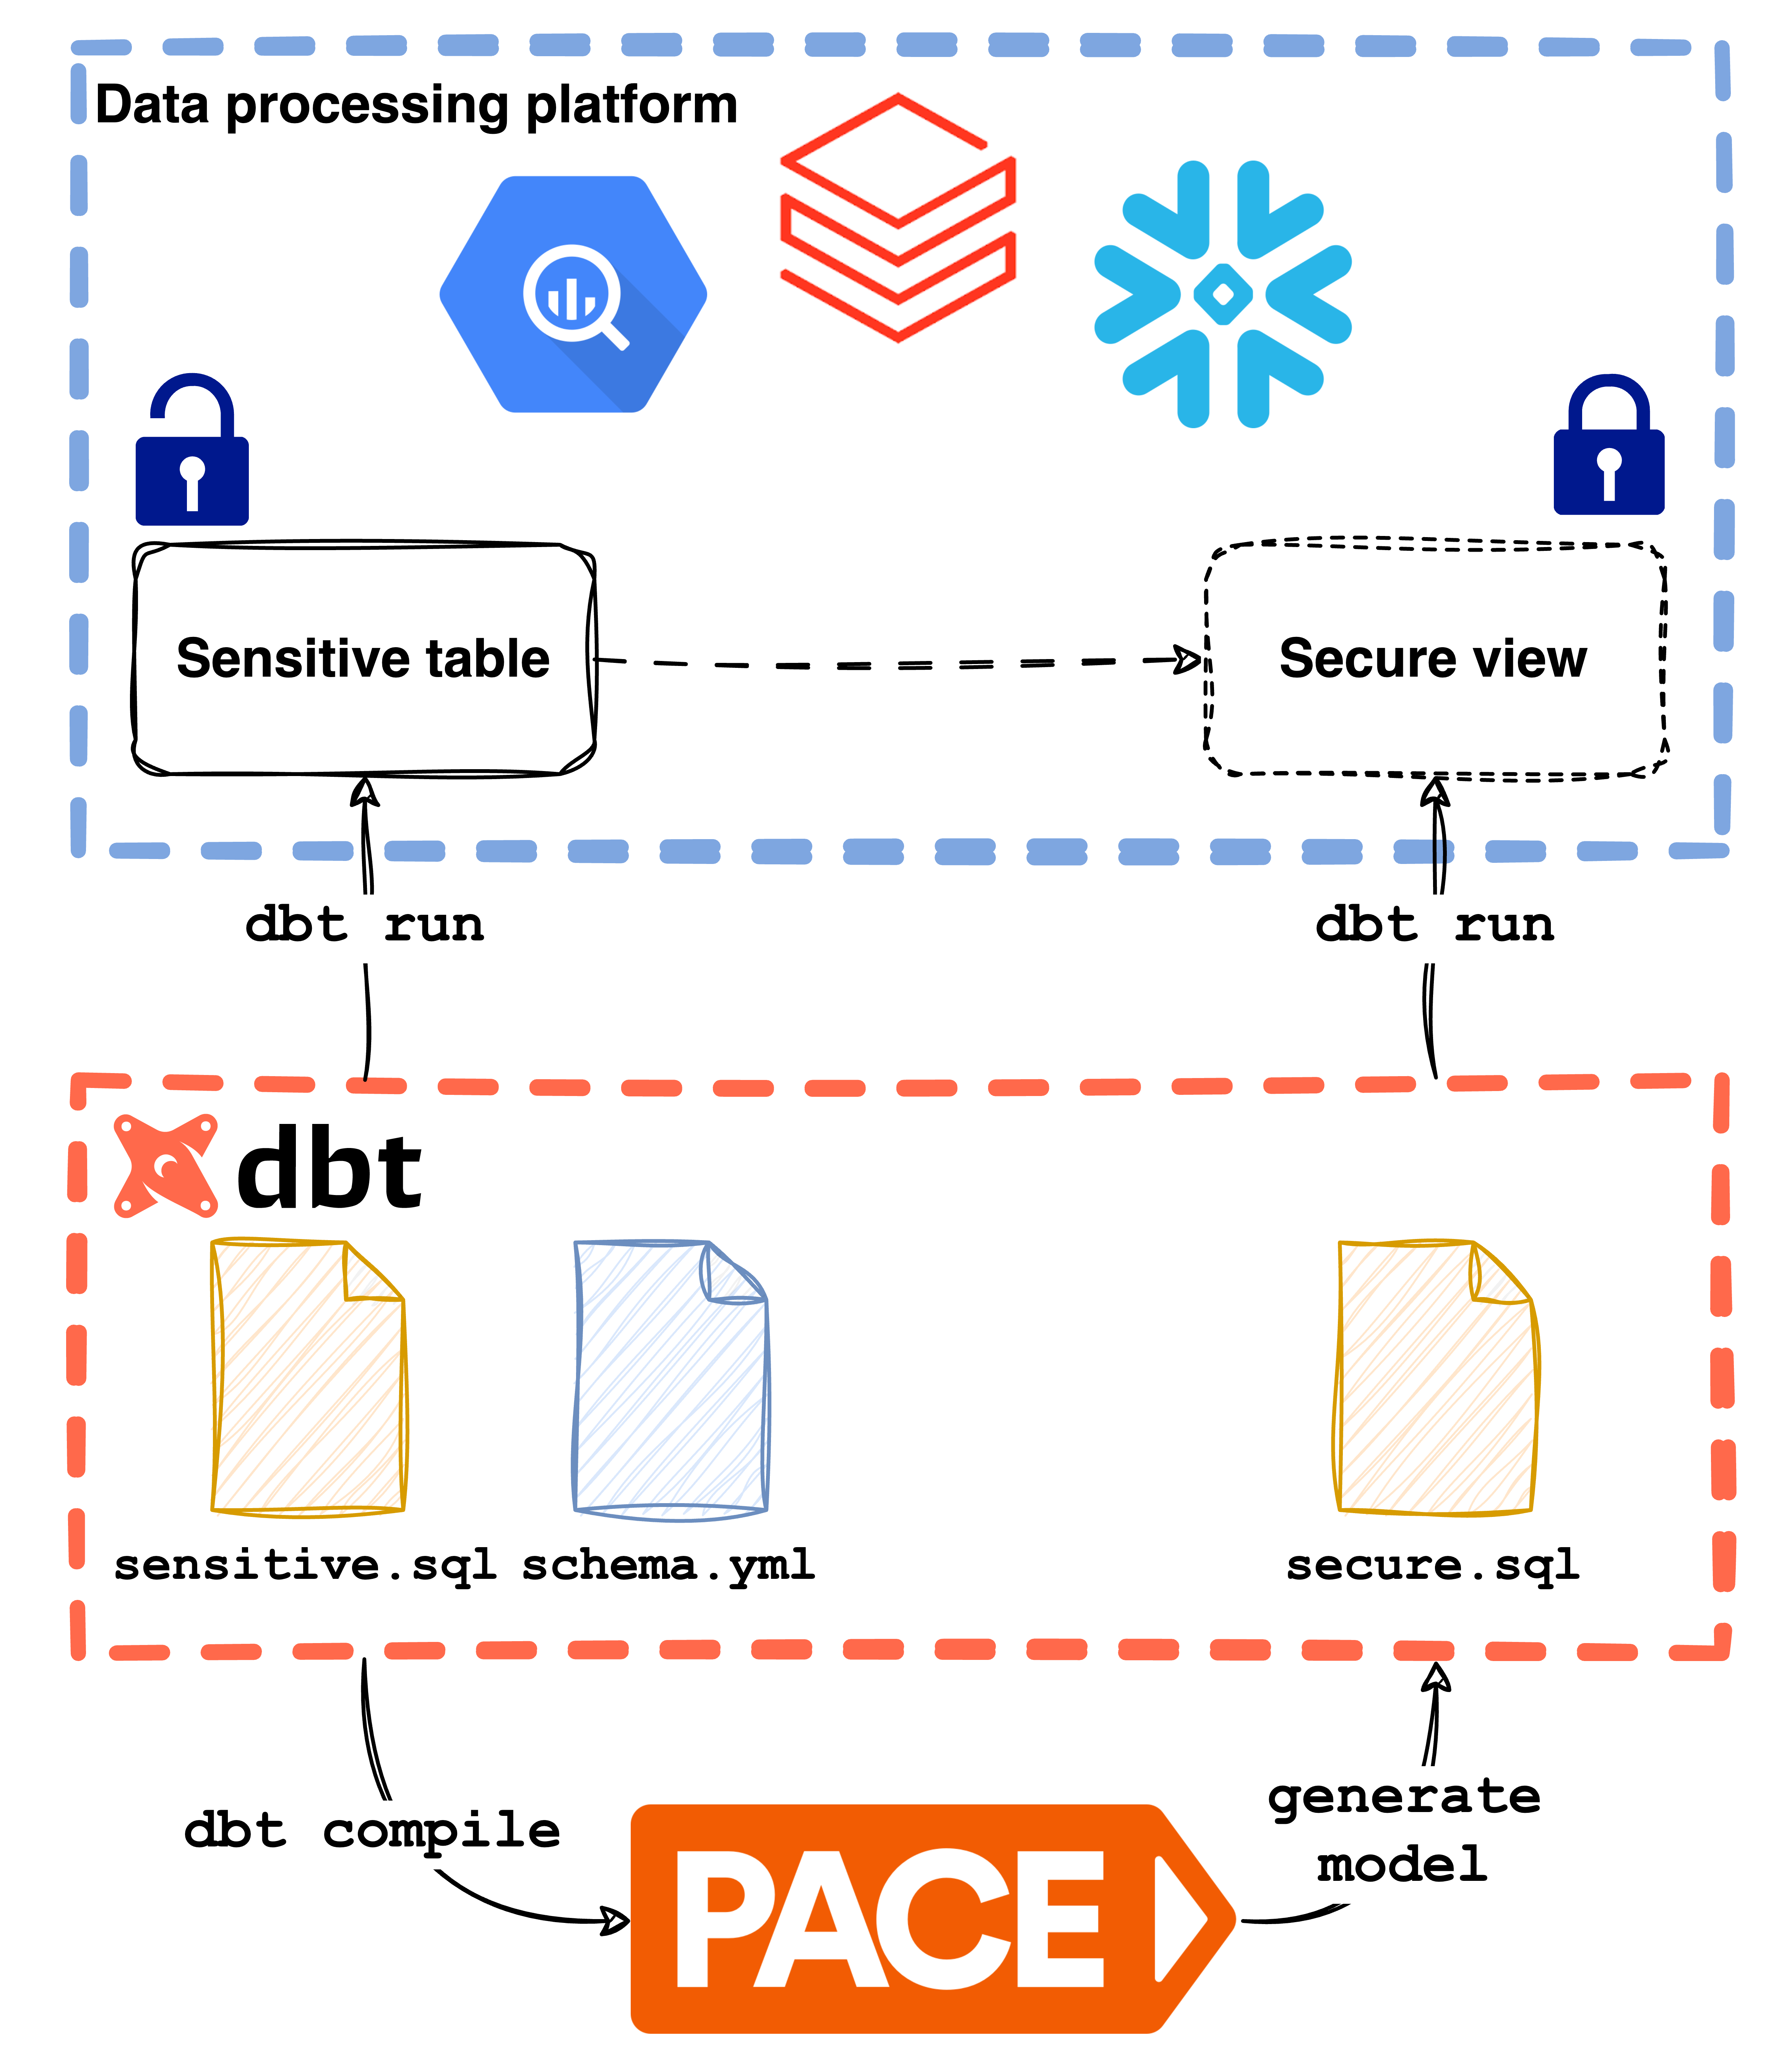 Data processing platform
Sensitive table
Secure view
dbt run
dbt run
dbt
sensitive.sql
schema.yml
secure.sql
dbt compile
generate
model
PACE